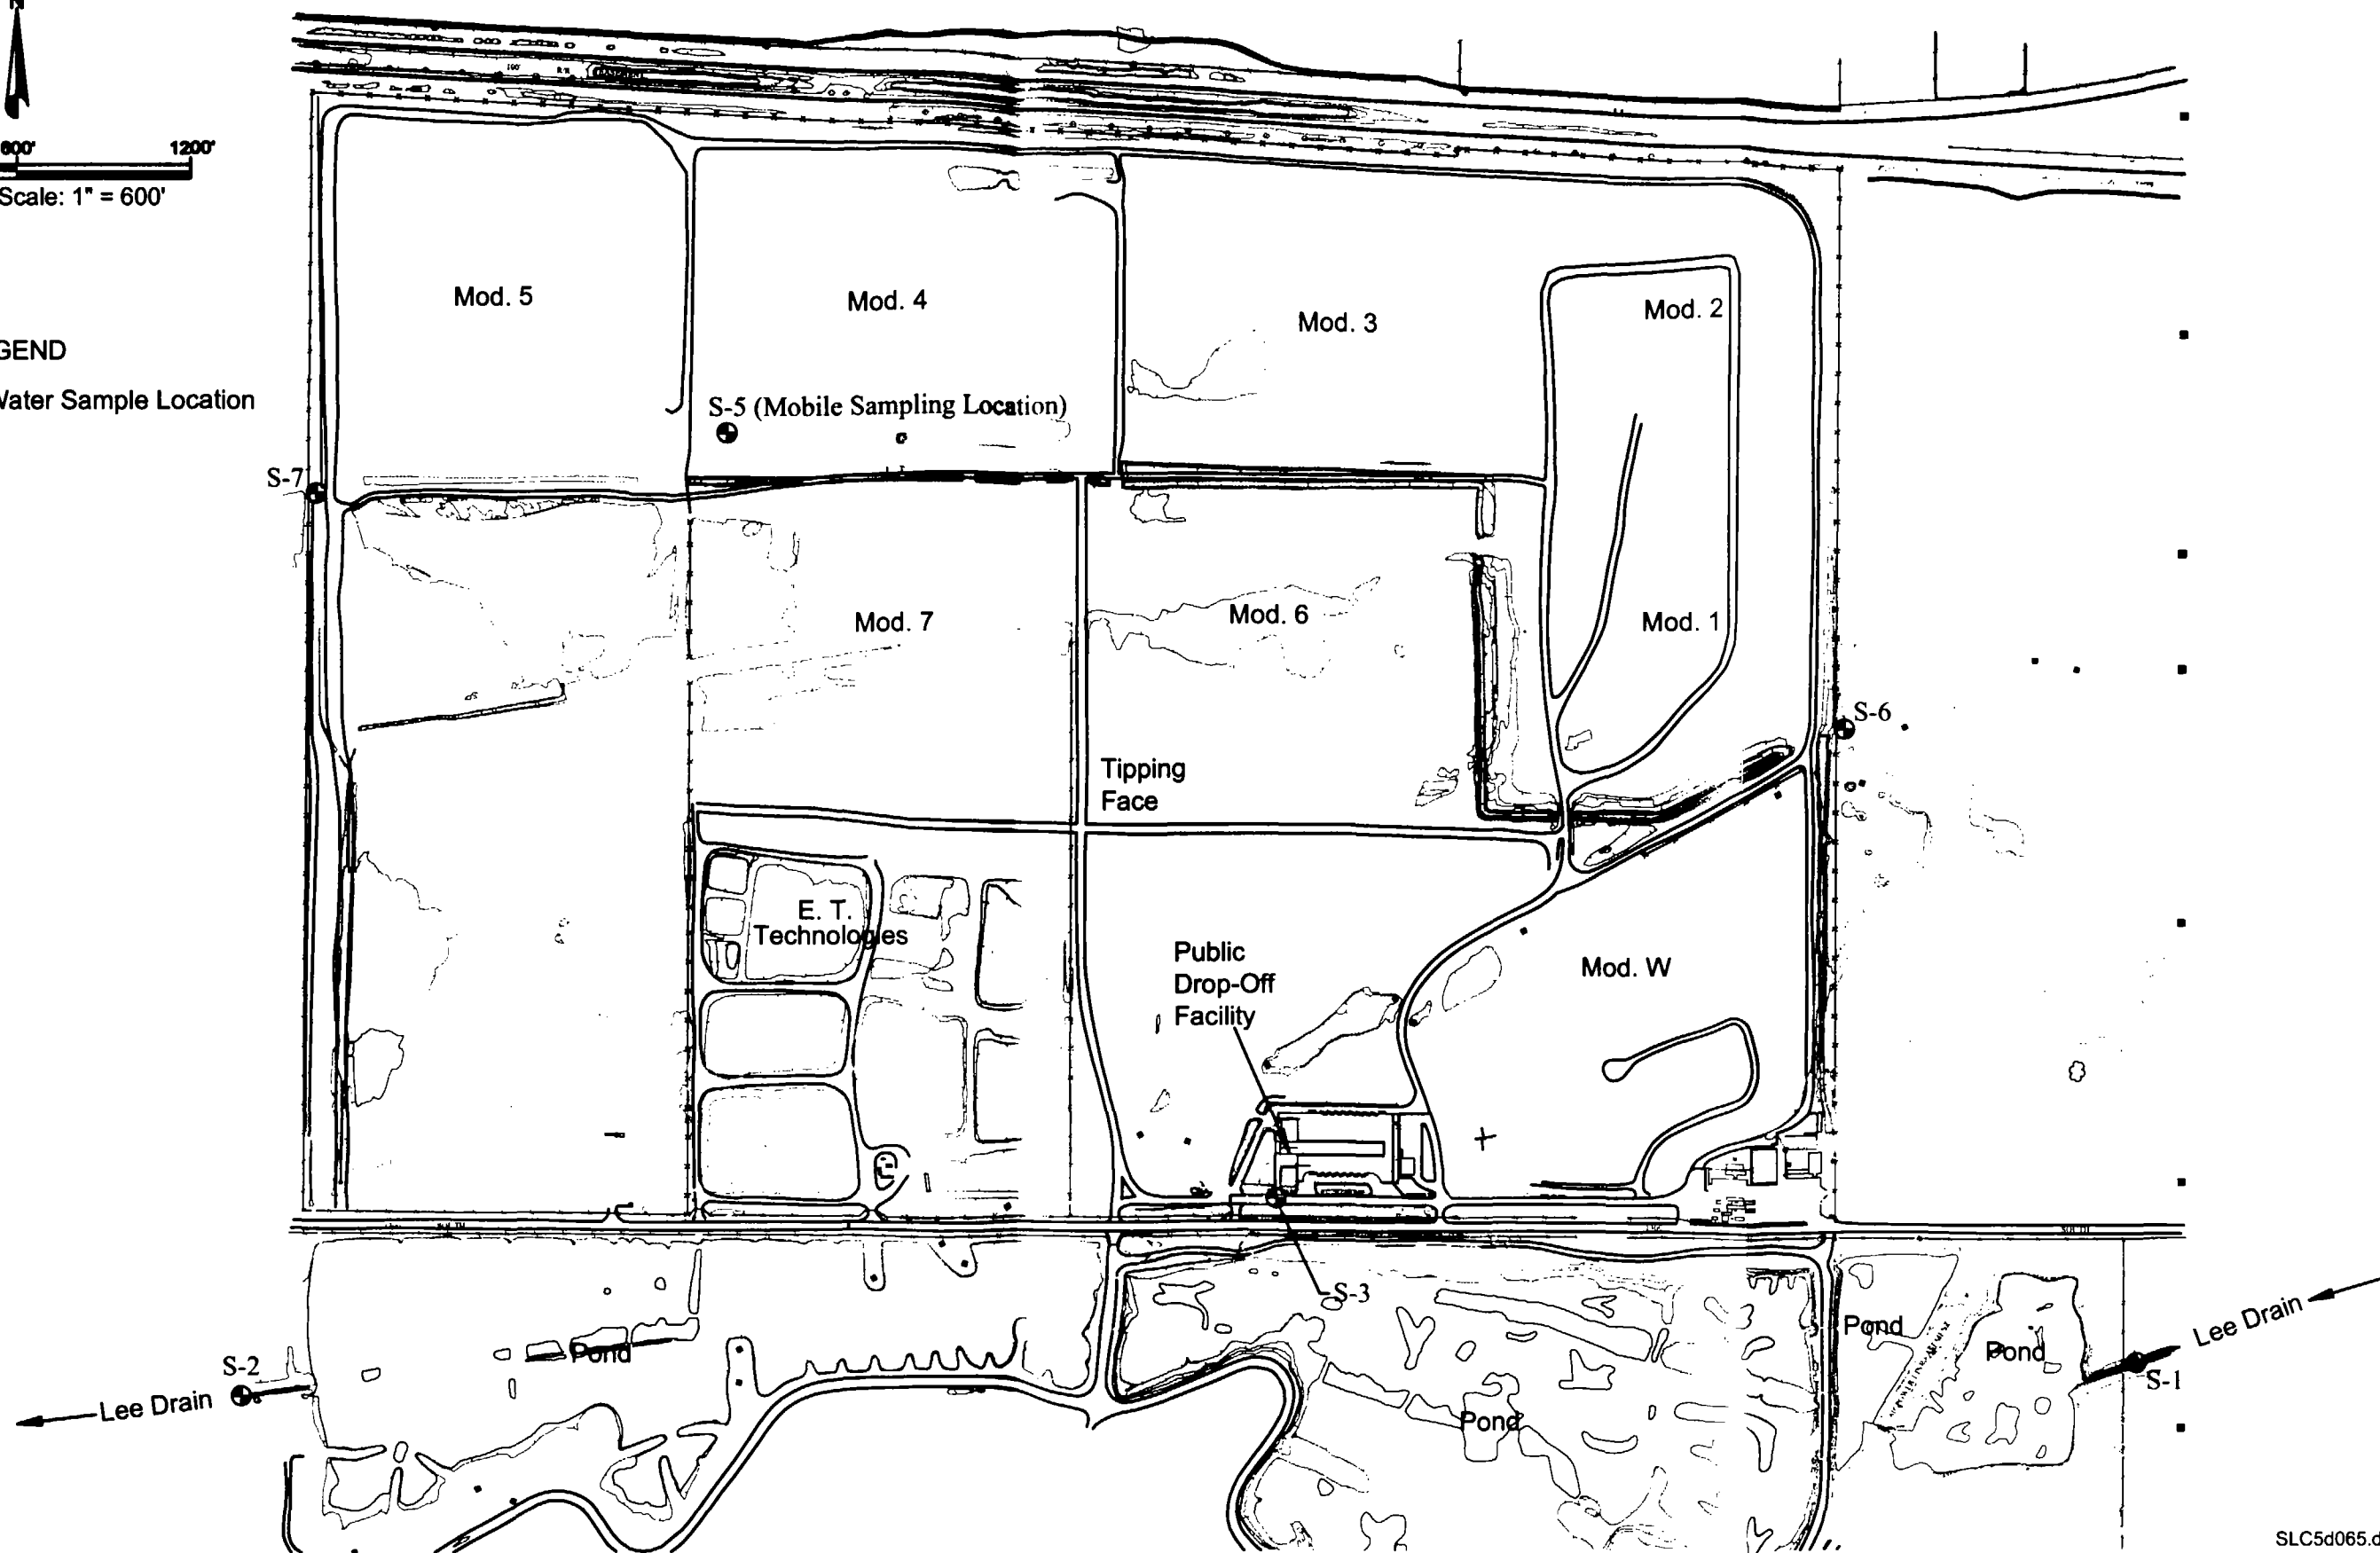 N
600' 1200'
Scale: 1" = 600'
GEND
Water Sample Location
Mod. 5
Mod. 4
Mod. 3
Mod. 2
S-5 (Mobile Sampling Location)
S-7
Mod. 7
Mod. 6
Mod. 1
S-6
Tipping
Face
E. T.
Technologies
Public
Drop-Off
Facility
Mod. W
S-3
Pond
Pond
Pond
Pond
S-2
Lee Drain
Lee Drain
S-1
SLC5d065.d